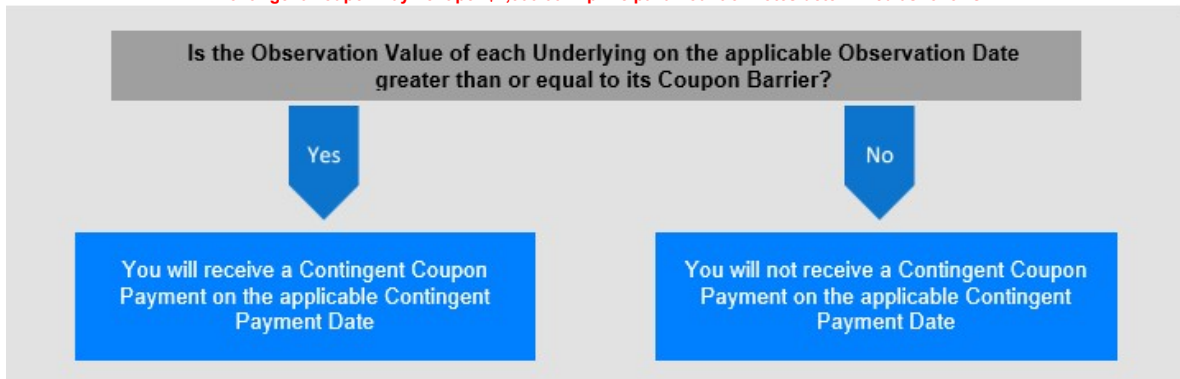 Is the Observation Value of each Underlying on the applicable Observation Date
greater than or equal to its Coupon Barrier?
Yes
No
You will receive a Contingent Coupon
Payment on the applicable Contingent
Payment Date
You will not receive a Contingent Coupon
Payment on the applicable Contingent
Payment Date